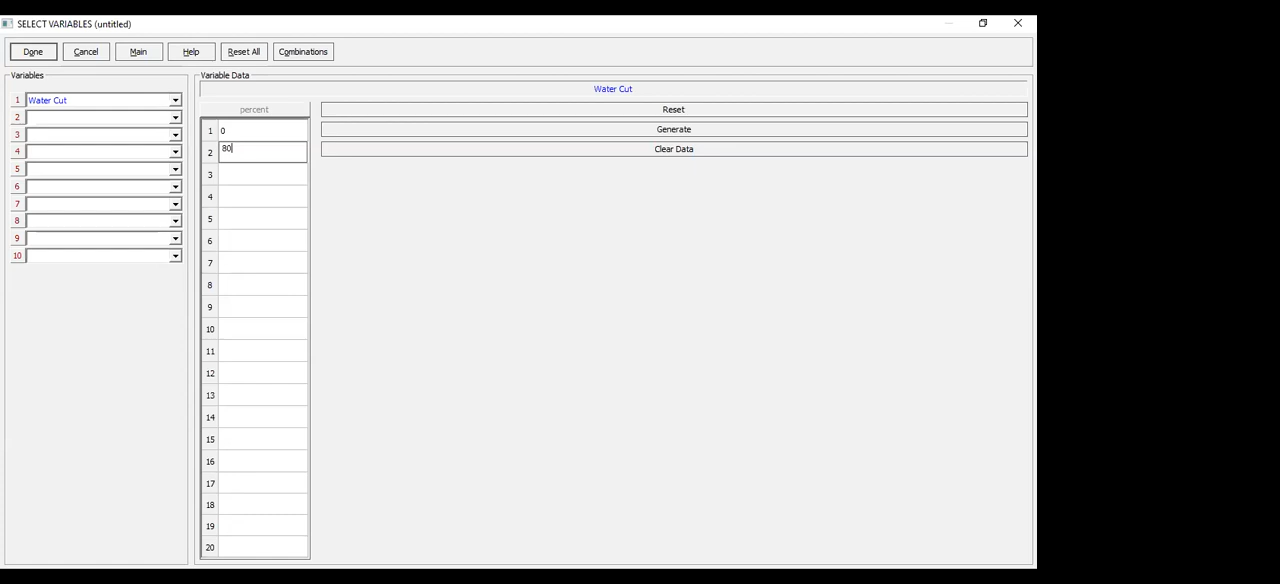 SELECT VARIABLES (untitled)
Done Cancel Main Help Reset All Combinations
Variables
1 Water Cut
2
3
4
5
6
7
8
9
10
Variable Data
Water Cut
percent
1 0
2 80
3
4
5
6
7
8
9
10
11
12
13
14
15
16
17
18
19
20
Reset
Generate
Clear Data